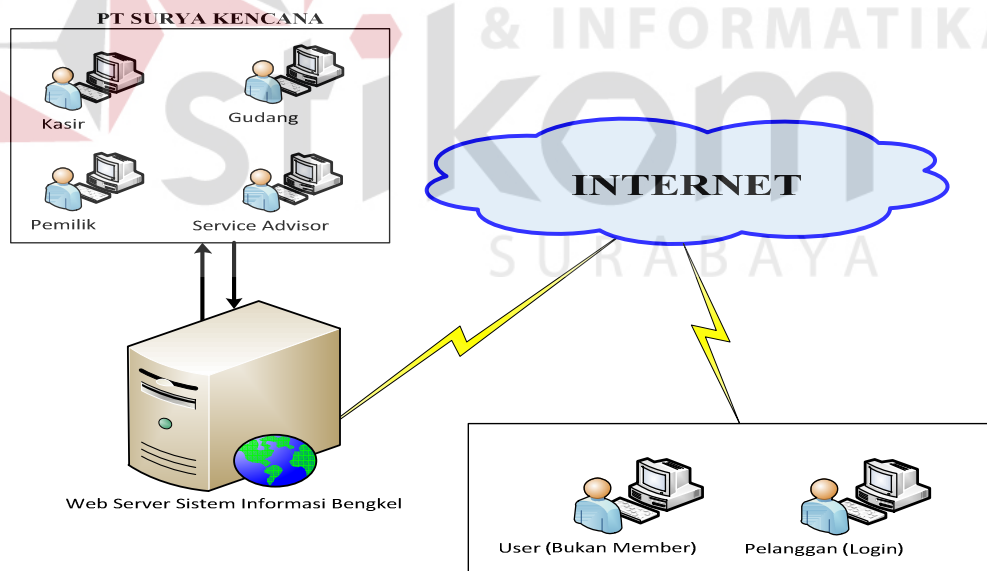 PT SURYA KENCANA
& INFORMATIKA
stikom
SURABAYA
Kasir
Gudang
Pemilik
Service Advisor
INTERNET
Web Server Sistem Informasi Bengkel
User (Bukan Member)
Pelanggan (Login)